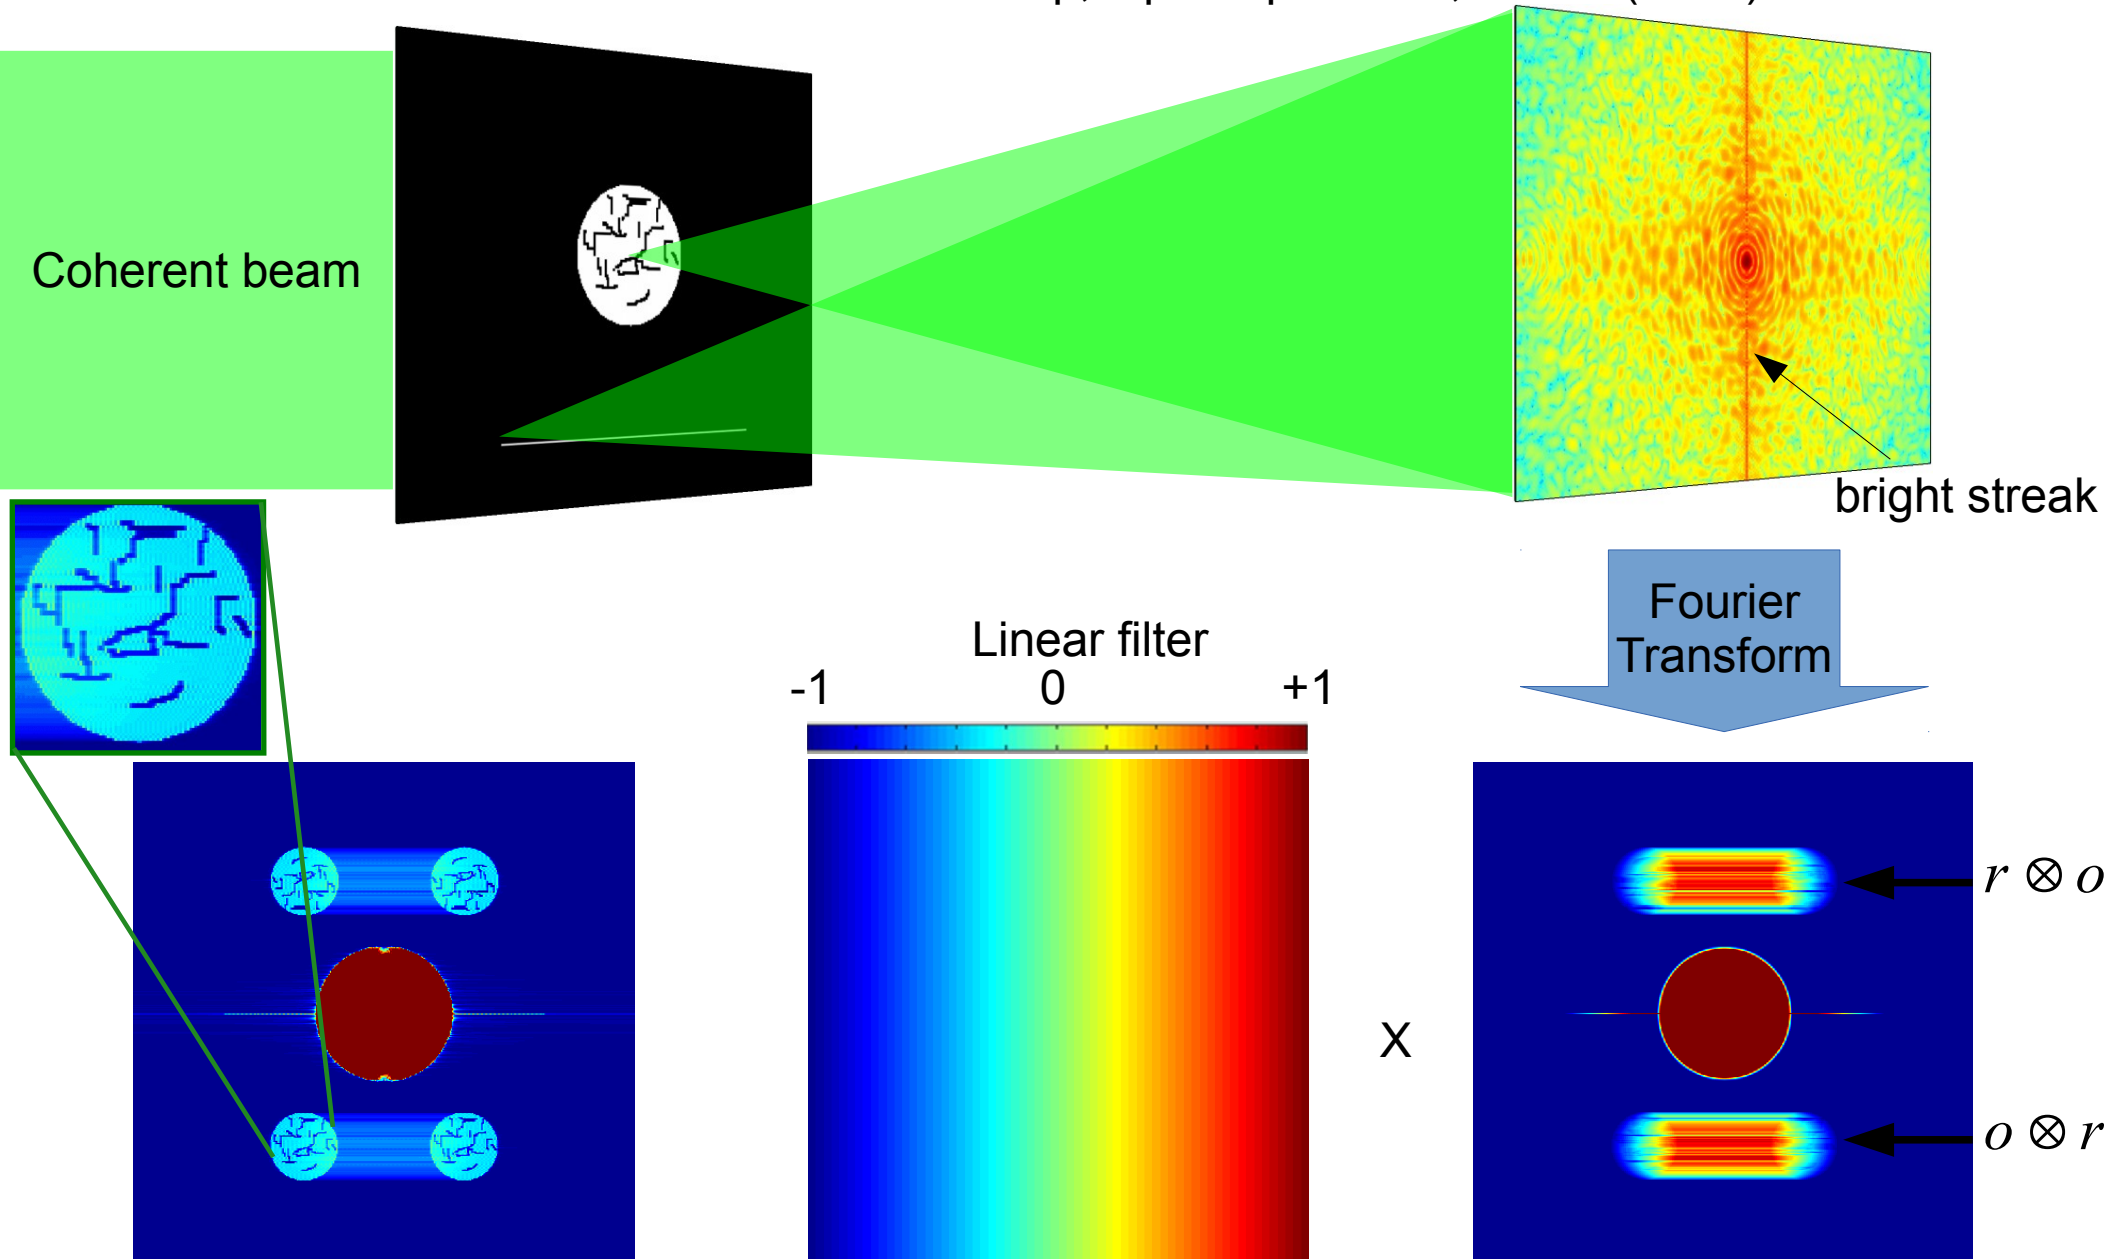 Coherent beam
bright streak
Fourier
Transform
Linear filter
-1 0 +1
X
r ⊗ o
o ⊗ r